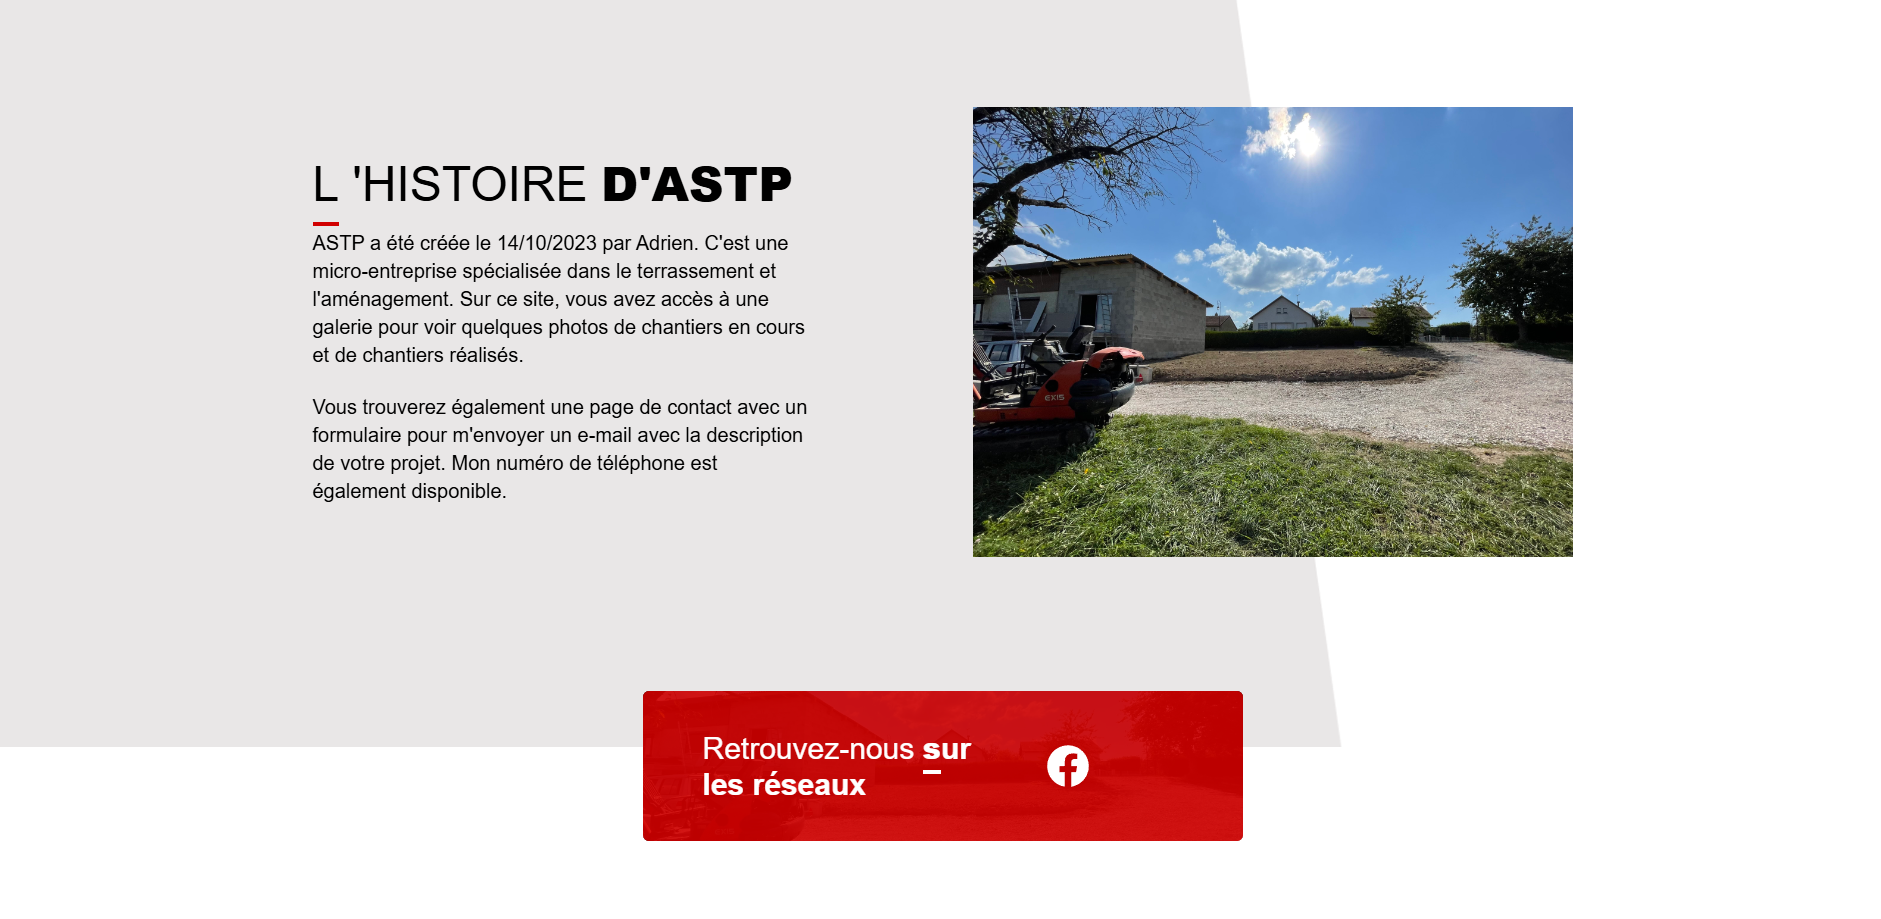 L 'HISTOIRE D'ASTP
ASTP a été créée le 14/10/2023 par Adrien. C'est une
micro-entreprise spécialisée dans le terrassement et
l'aménagement. Sur ce site, vous avez accès à une
galerie pour voir quelques photos de chantiers en cours
et de chantiers réalisés.
Vous trouverez également une page de contact avec un
formulaire pour m'envoyer un e-mail avec la description
de votre projet. Mon numéro de téléphone est
également disponible.
EXIS
Retrouvez-nous sur
les réseaux